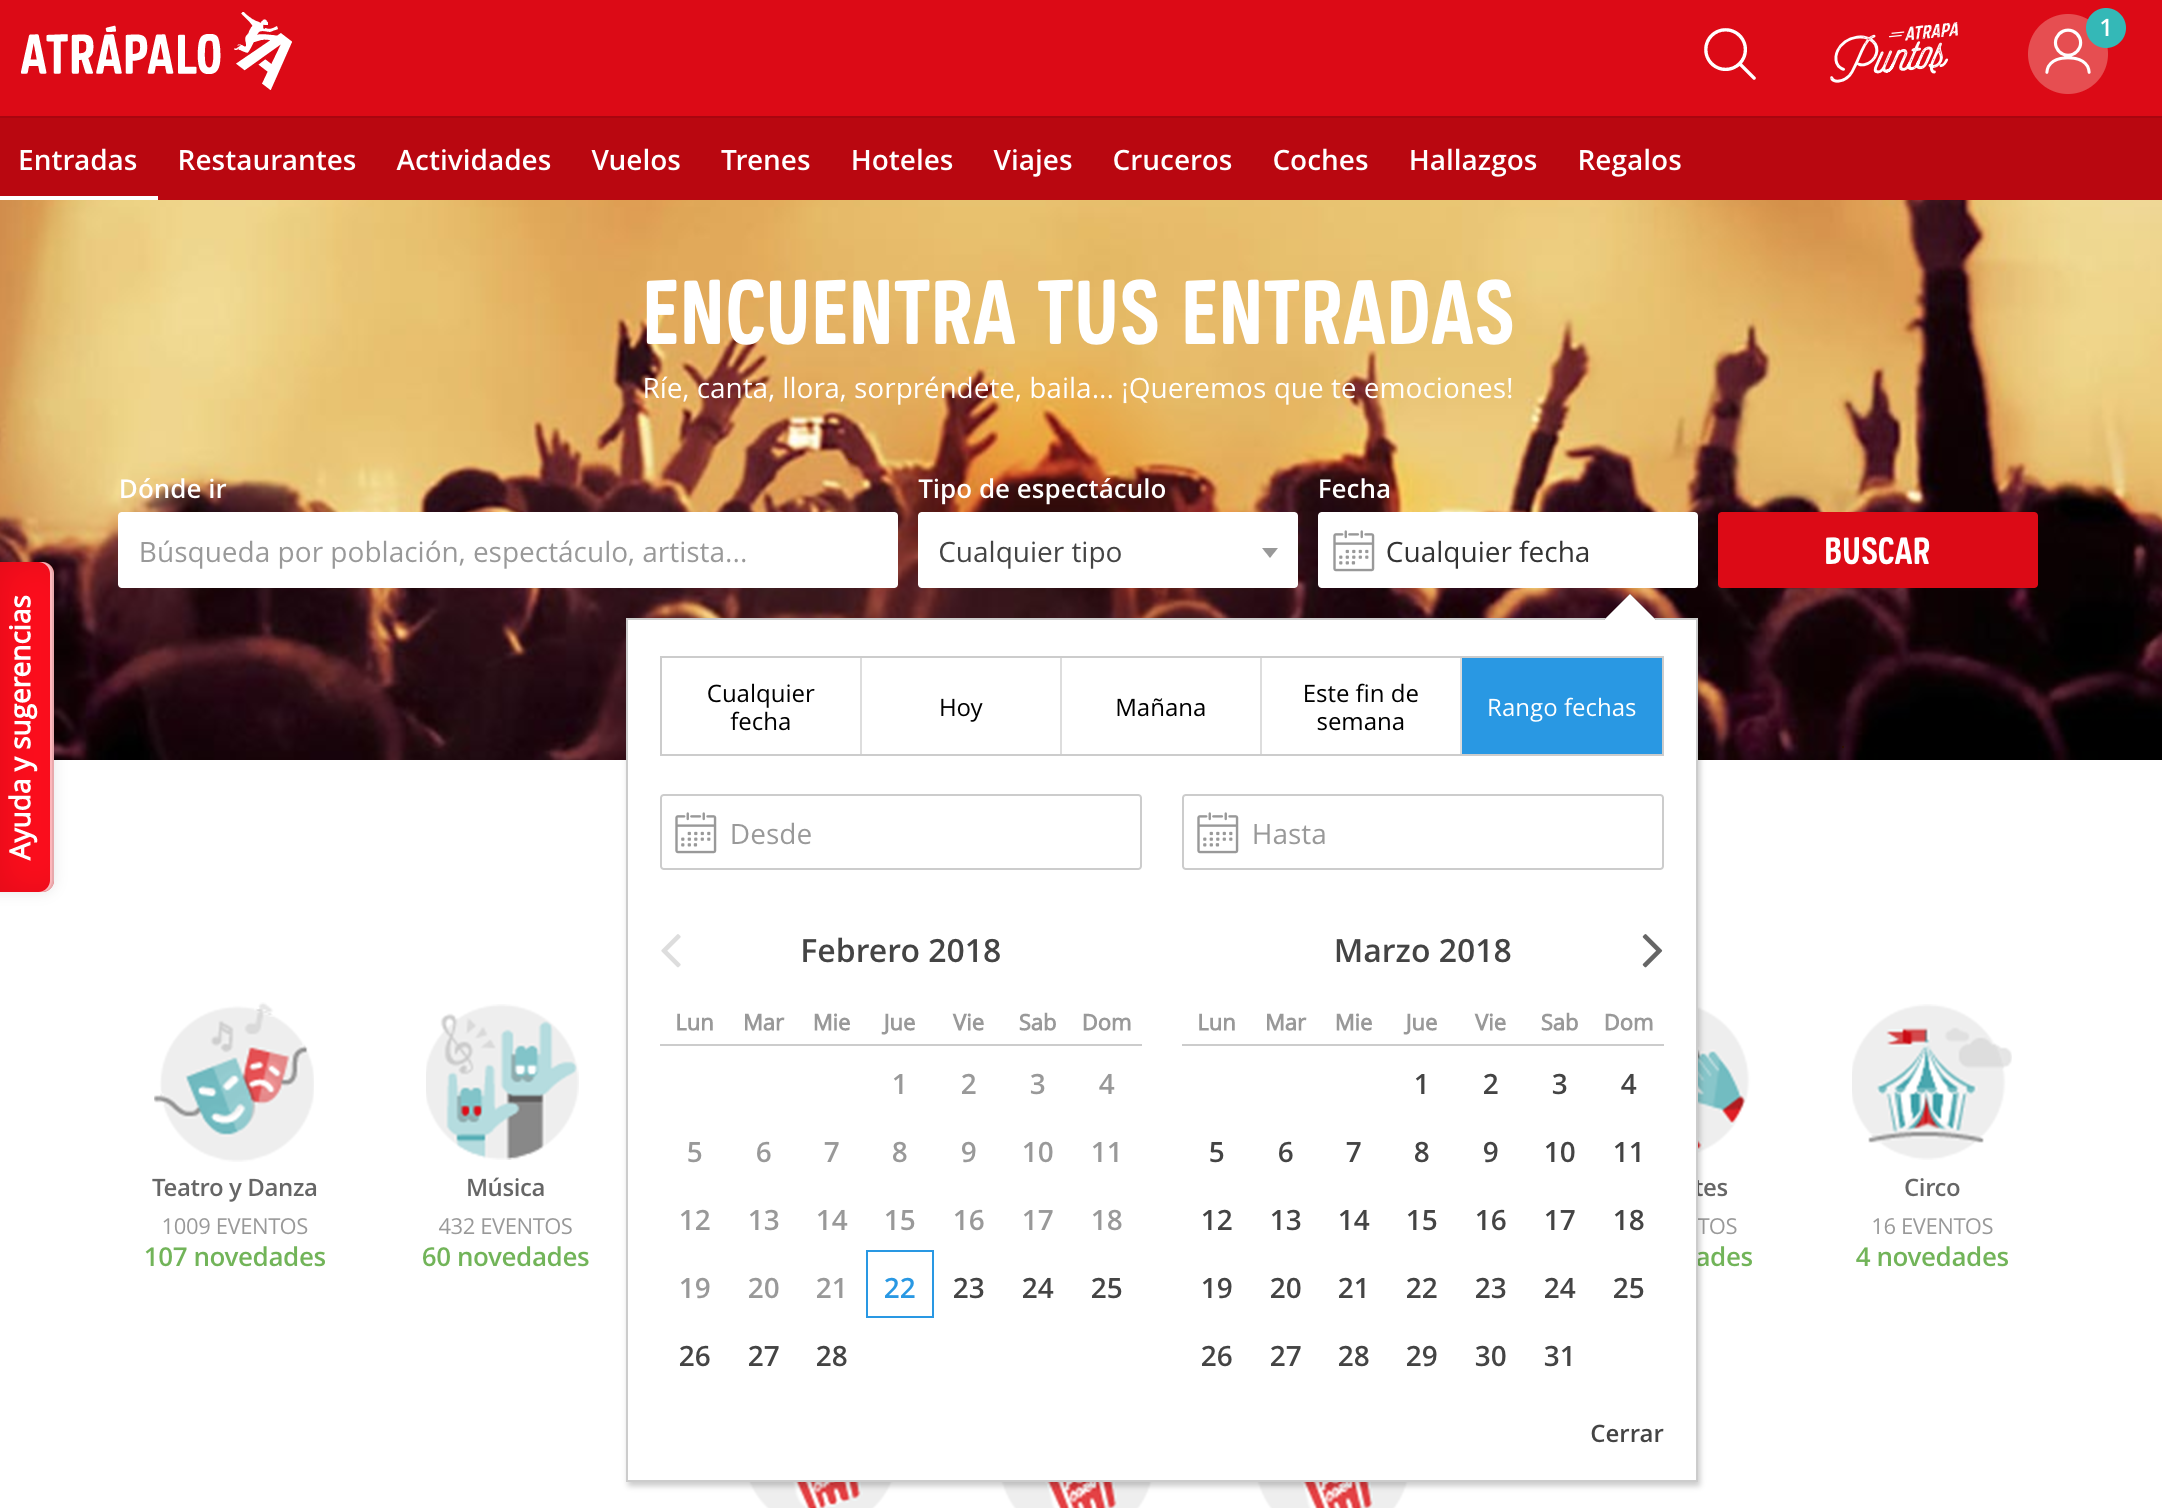 ATRÁPALO
ATRAPA
Puntos
1
Entradas Restaurantes Actividades Vuelos Trenes Hoteles Viajes Cruceros Coches Hallazgos Regalos
ENCUENTRA TUS ENTRADAS
Ríe, canta, llora, sorpréndete, baila... ¡Queremos que te emociones!
Dónde ir Tipo de espectáculo Fecha
Búsqueda por población, espectáculo, artista... Cualquier tipo Cualquier fecha BUSCAR
Ayuda y sugerencias
Cualquier
fecha
Hoy
Mañana
Este fin de
semana
Rango fechas
Desde Hasta
Febrero 2018 Marzo 2018
Lun Mar Mie Jue Vie Sab Dom Lun Mar Mie Jue Vie Sab Dom
1 2 3 4 1 2 3 4
5 6 7 8 9 10 11 5 6 7 8 9 10 11
12 13 14 15 16 17 18 12 13 14 15 16 17 18
19 20 21 22 23 24 25 19 20 21 22 23 24 25
26 27 28 26 27 28 29 30 31
Cerrar
Teatro y Danza
1009 EVENTOS
107 novedades
Música
432 EVENTOS
60 novedades
tes
TOS
ades
Circo
16 EVENTOS
4 novedades